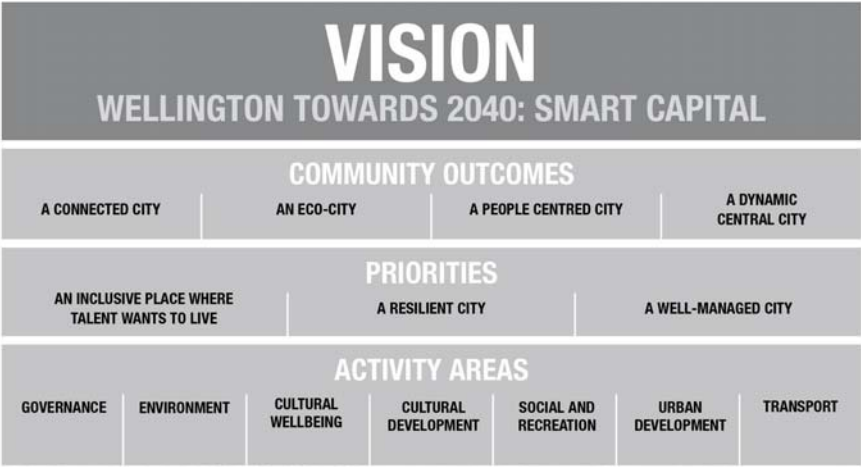 VISION
WELLINGTON TOWARDS 2040: SMART CAPITAL
COMMUNITY OUTCOMES
A CONNECTED CITY
AN ECO-CITY
A PEOPLE CENTRED CITY
A DYNAMIC
CENTRAL CITY
PRIORITIES
AN INCLUSIVE PLACE WHERE
TALENT WANTS TO LIVE
A RESILIENT CITY
A WELL-MANAGED CITY
ACTIVITY AREAS
GOVERNANCE
ENVIRONMENT
CULTURAL
WELLBEING
CULTURAL
DEVELOPMENT
SOCIAL AND
RECREATION
URBAN
DEVELOPMENT
TRANSPORT